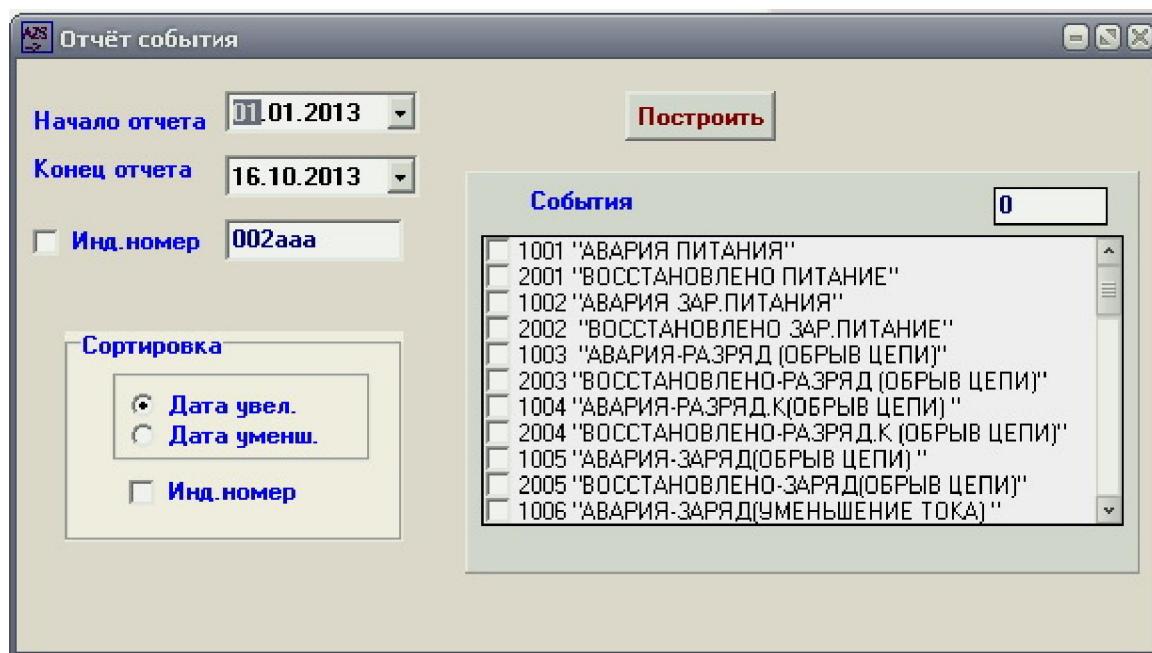 AZS
Отчёт события
Начало отчета 01.01.2013
Построить
Конец отчета 16.10.2013
События 0
Инд.номер 002ааа
1001 "АВАРИЯ ПИТАНИЯ"
2001 "ВОССТАНОВЛЕНО ПИТАНИЕ"
1002 "АВАРИЯ ЗАР.ПИТАНИЯ"
2002 "ВОССТАНОВЛЕНО ЗАР.ПИТАНИЕ"
1003 "АВАРИЯ-РАЗРЯД (ОБРЫВ ЦЕПИ)"
2003 "ВОССТАНОВЛЕНО-РАЗРЯД (ОБРЫВ ЦЕПИ)"
1004 "АВАРИЯ-РАЗРЯД.К(ОБРЫВ ЦЕПИ) "
2004 "ВОССТАНОВЛЕНО-РАЗРЯД.К (ОБРЫВ ЦЕПИ)"
1005 "АВАРИЯ-ЗАРЯД(ОБРЫВ ЦЕПИ) "
2005 "ВОССТАНОВЛЕНО-ЗАРЯД(ОБРЫВ ЦЕПИ)"
1006 "АВАРИЯ-ЗАРЯД(УМЕНЬШЕНИЕ ТОКА) "
Сортировка
Дата увел.
Дата уменш.
Инд.номер